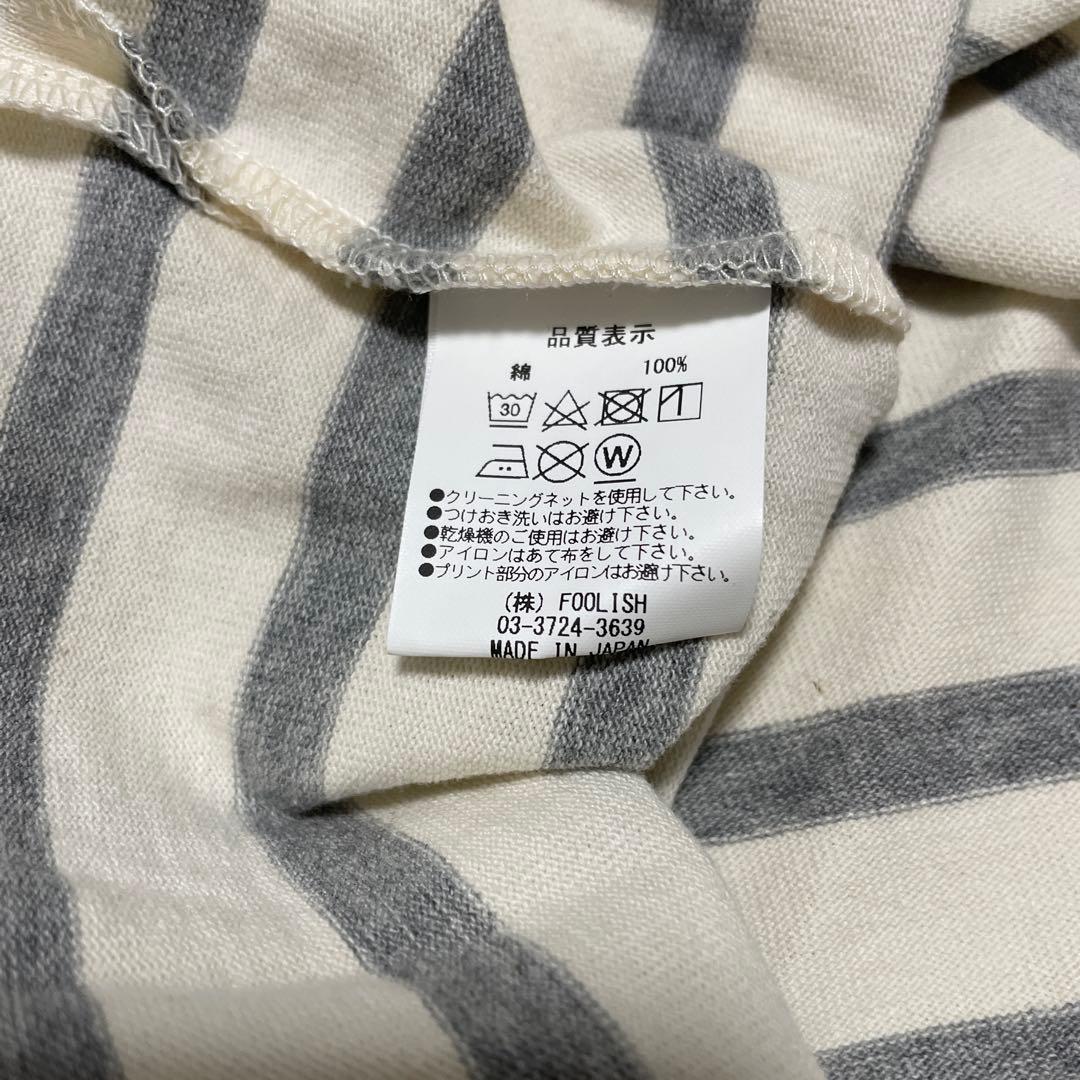 品質表示
綿 100%
30
W
●クリーニングネットを使用して下さい。
●つけおき洗いはお避け下さい。
●乾燥機のご使用はお避け下さい。
●アイロンはあて布をして下さい。
●プリント部分のアイロンはお避け下さい。
(株) FOOLISH
03-3724-3639
MADE IN JAPAN